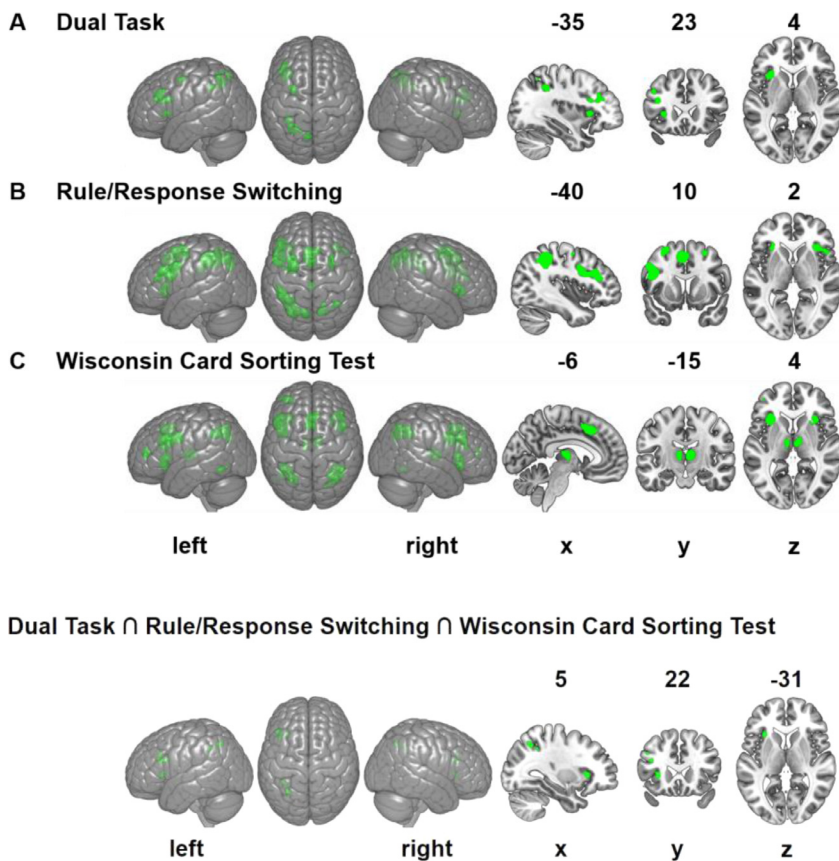 A Dual Task -35 23 4
B Rule/Response Switching -40 10 2
C Wisconsin Card Sorting Test -6 -15 4
left right x y z
Dual Task ∩ Rule/Response Switching ∩ Wisconsin Card Sorting Test
5 22 -31
left right x y z